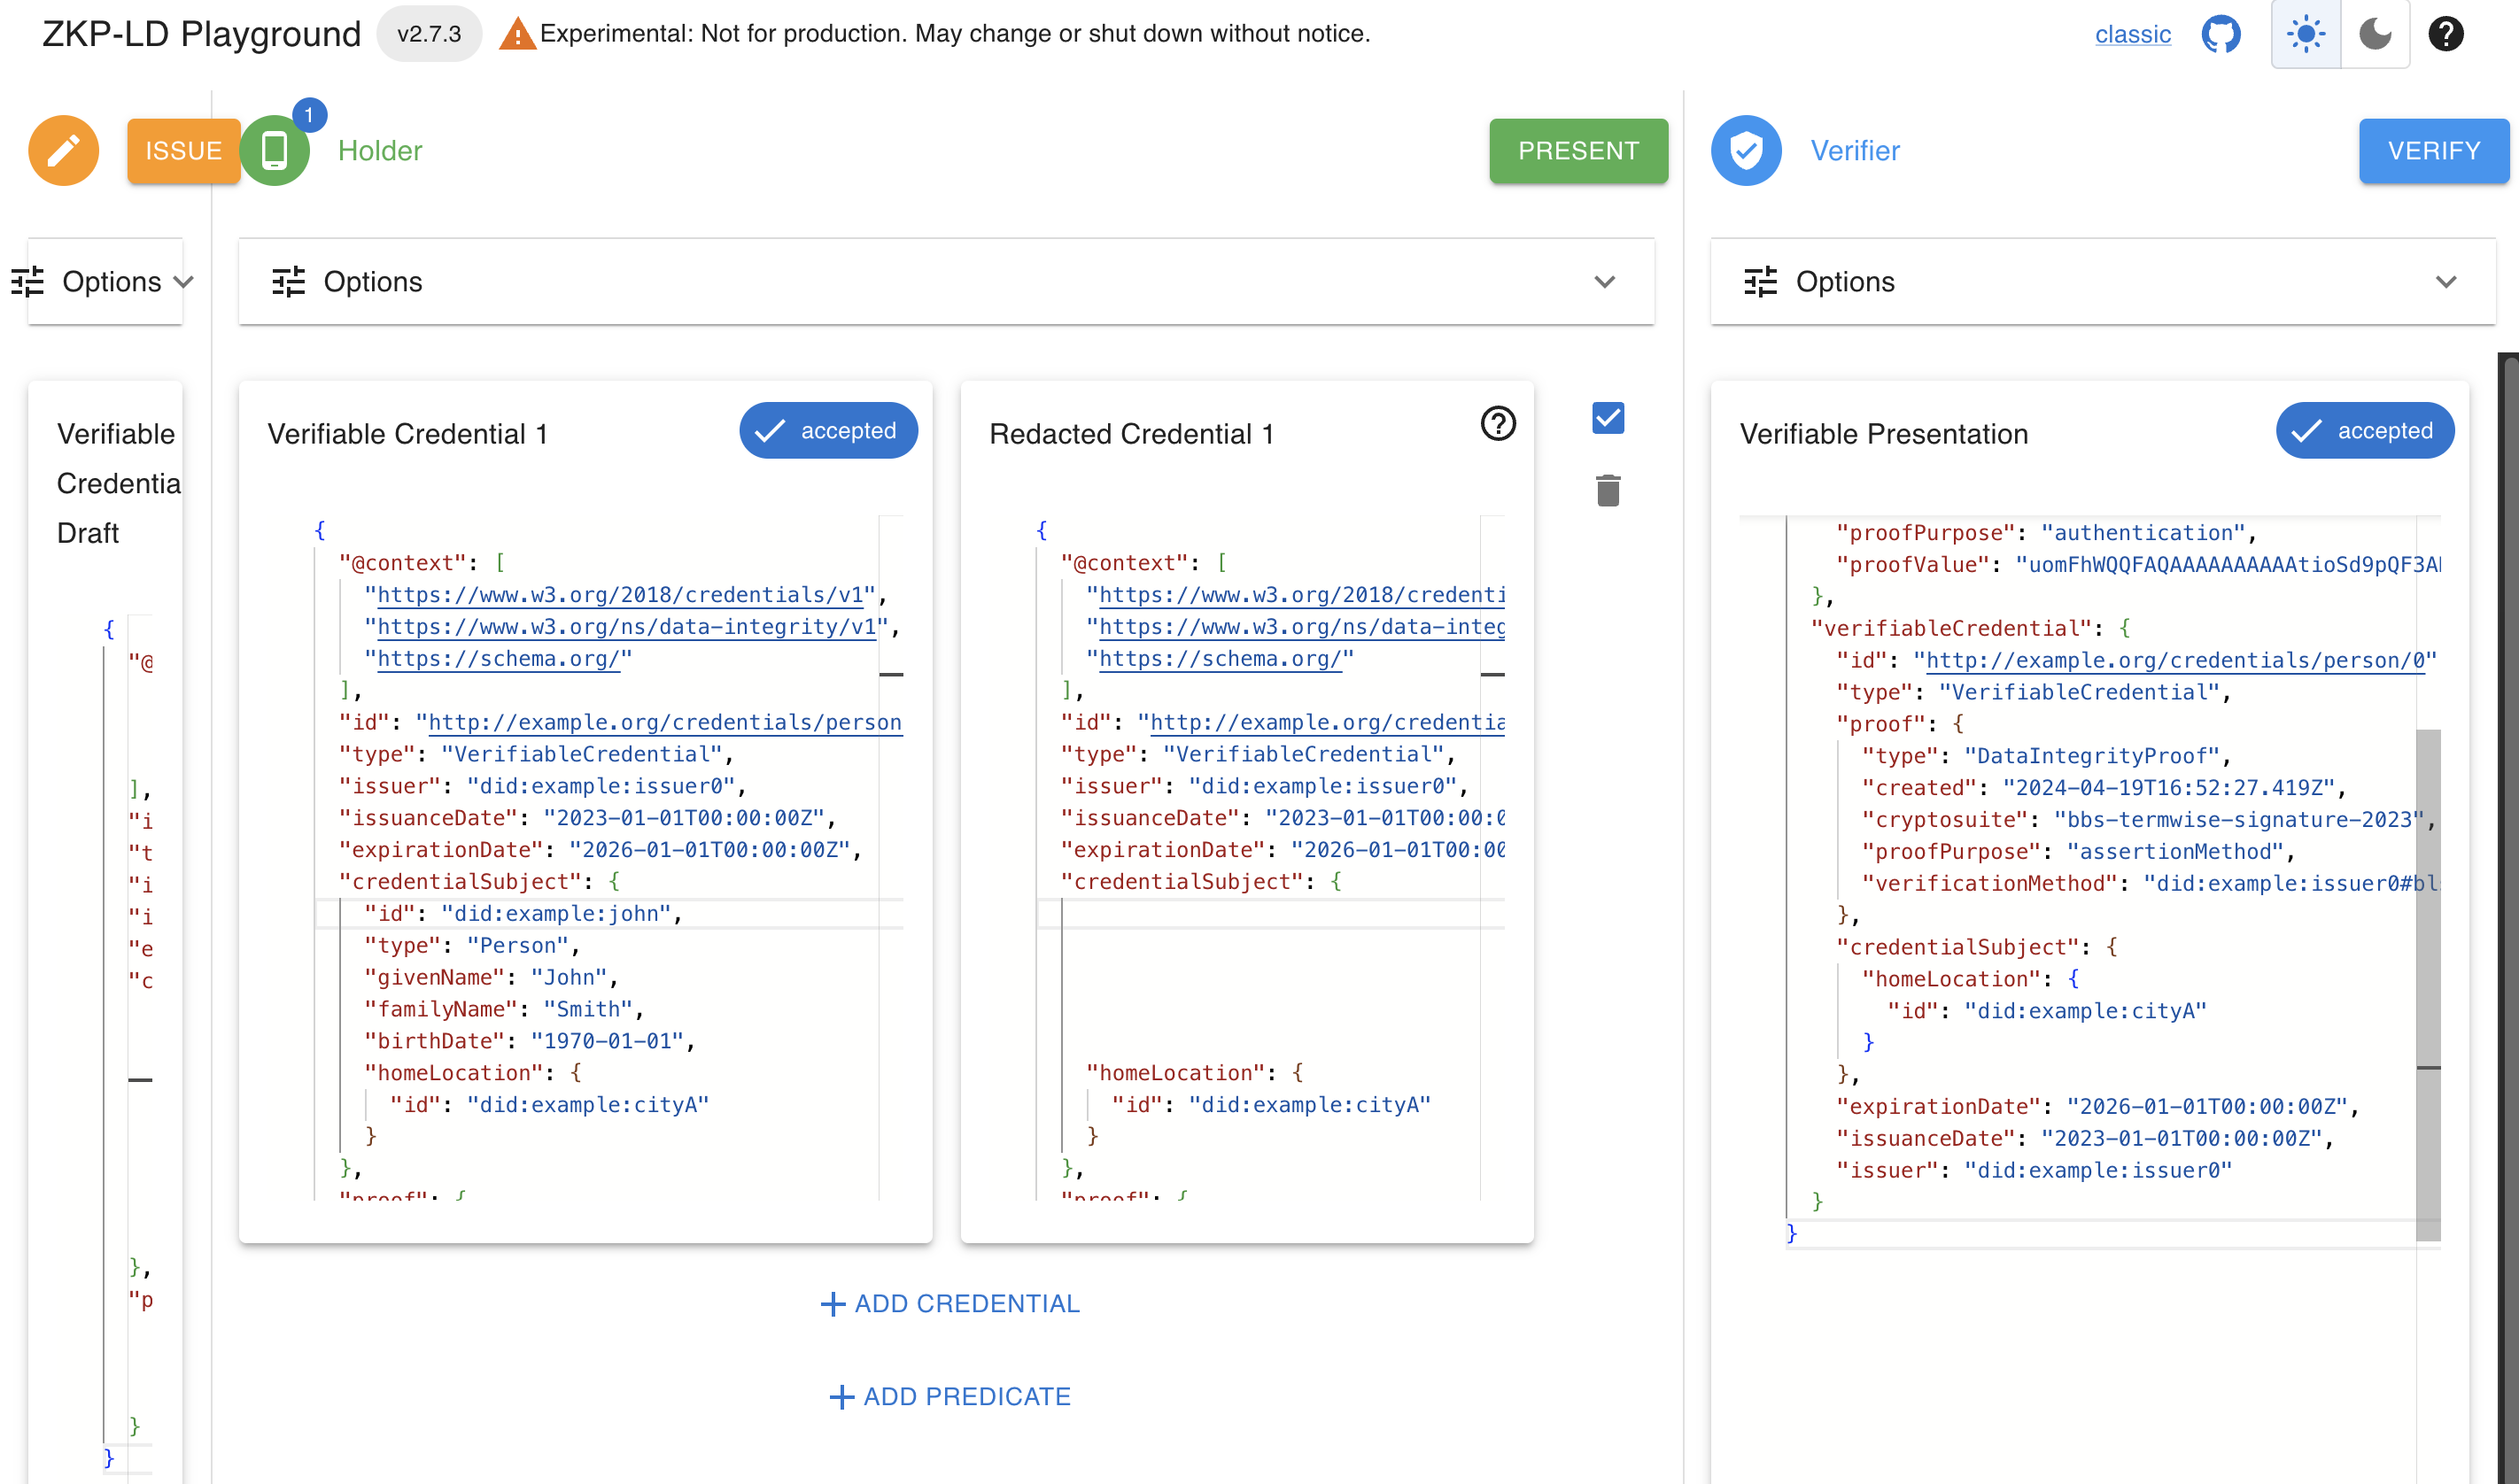 ZKP-LD Playground v2.7.3 Experimental: Not for production. May change or shut down without notice. classic
ISSUE
1
Holder
PRESENT
Verifier
VERIFY
Options
Options
Options
Verifiable
Credentia
Draft
{
"@
],
"i
"t
"i
"i
"e
"c
},
"p
}
}
Verifiable Credential 1
accepted
{
"@context": [
"https://www.w3.org/2018/credentials/v1",
"https://www.w3.org/ns/data-integrity/v1",
"https://schema.org/"
],
"id": "http://example.org/credentials/person
"type": "VerifiableCredential",
"issuer": "did:example:issuer0",
"issuanceDate": "2023-01-01T00:00:00Z",
"expirationDate": "2026-01-01T00:00:00Z",
"credentialSubject": {
"id": "did:example:john",
"type": "Person",
"givenName": "John",
"familyName": "Smith",
"birthDate": "1970-01-01",
"homeLocation": {
"id": "did:example:cityA"
}
},
"proof": {
Redacted Credential 1
{
"@context": [
"https://www.w3.org/2018/credenti
"https://www.w3.org/ns/data-integ
"https://schema.org/"
],
"id": "http://example.org/credentia
"type": "VerifiableCredential",
"issuer": "did:example:issuer0",
"issuanceDate": "2023-01-01T00:00:0
"expirationDate": "2026-01-01T00:00
"credentialSubject": {
"homeLocation": {
"id": "did:example:cityA"
}
},
"proof": {
ADD CREDENTIAL
ADD PREDICATE
Verifiable Presentation
accepted
"proofPurpose": "authentication",
"proofValue": "uomFhWQQFAQAAAAAAAAAAtioSd9pQF3A
},
"verifiableCredential": {
"id": "http://example.org/credentials/person/0"
"type": "VerifiableCredential",
"proof": {
"type": "DataIntegrityProof",
"created": "2024-04-19T16:52:27.419Z",
"cryptosuite": "bbs-termwise-signature-2023",
"proofPurpose": "assertionMethod",
"verificationMethod": "did:example:issuer0#bl
},
"credentialSubject": {
"homeLocation": {
"id": "did:example:cityA"
}
},
"expirationDate": "2026-01-01T00:00:00Z",
"issuanceDate": "2023-01-01T00:00:00Z",
"issuer": "did:example:issuer0"
}
}